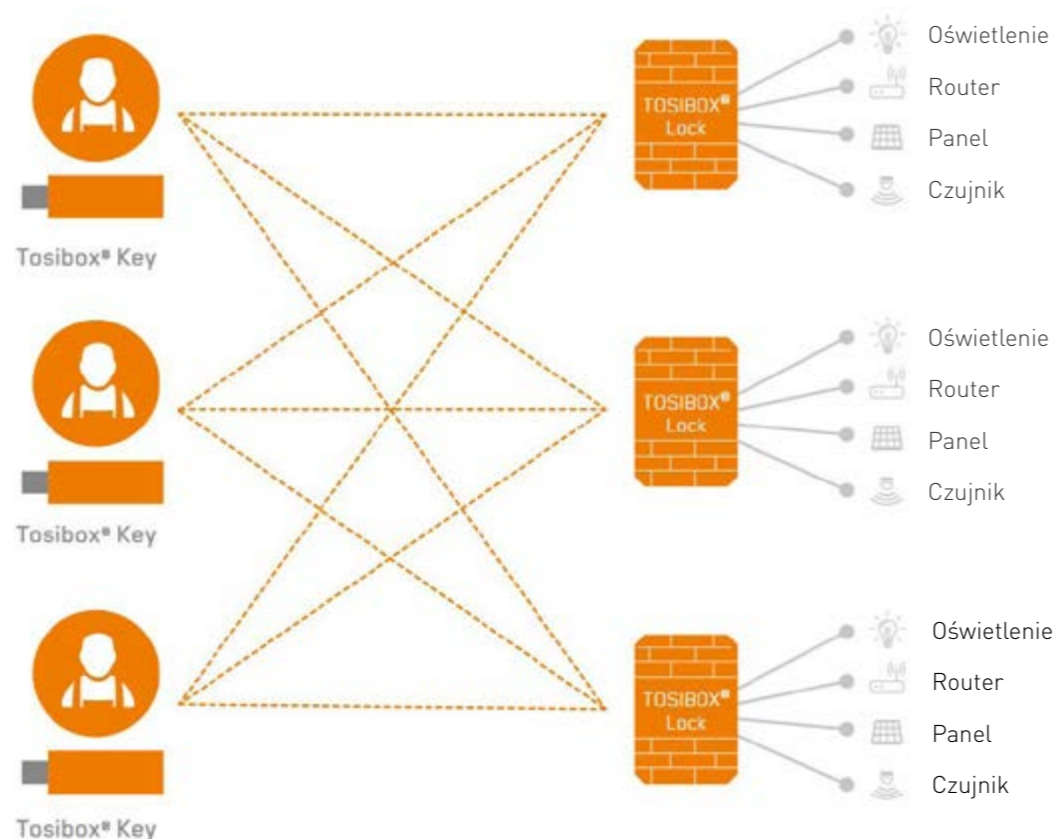 Oświetlenie
Router
TOSIBOX®
Lock
Panel
Czujnik
Tosibox® Key
Oświetlenie
Router
TOSIBOX®
Lock
Panel
Czujnik
Tosibox® Key
Oświetlenie
Router
TOSIBOX®
Lock
Panel
Czujnik
Tosibox® Key